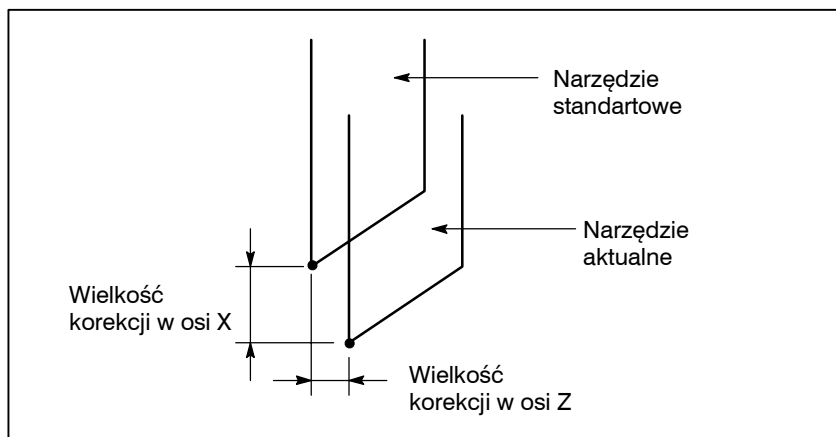 Narzędzie
standartowe
Narzędzie
aktualne
Wielkość
korekcji w osi X
Wielkość
korekcji w osi Z